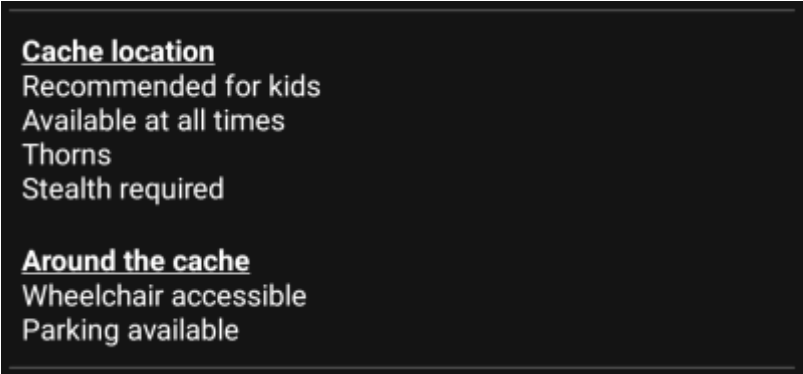 Cache location
Recommended for kids
Available at all times
Thorns
Stealth required
Around the cache
Wheelchair accessible
Parking available